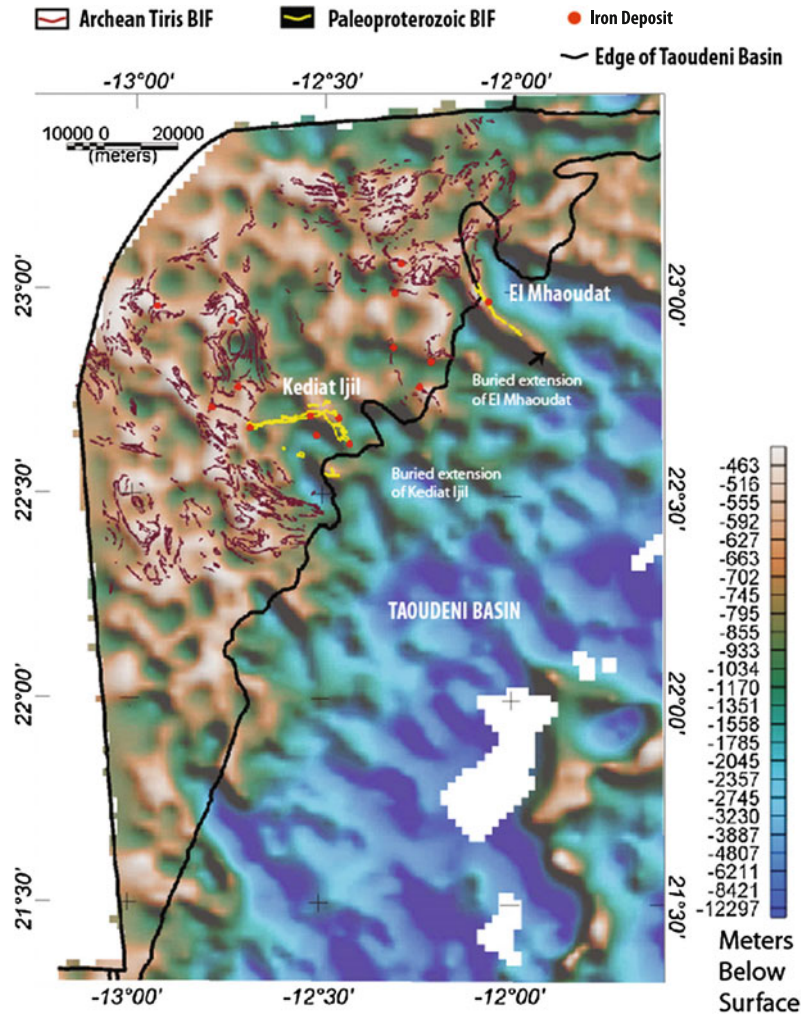 Archean Tiris BIF
Paleoproterozoic BIF
Iron Deposit
Edge of Taoudeni Basin
-13°00'
-12°30'
-12°00'
10000 0 20000
(meters)
23°00'
22°30'
22°00'
21°30'
El Mhaoudat
Buried extension
of El Mhaoudat
Kediat Ijil
Buried extension
of Kediat Ijil
TAOUDENI BASIN
23°00'
22°30'
22°00'
21°30'
-13°00'
-12°30'
-12°00'
-463
-515
-555
-592
-627
-663
-702
-745
-795
-855
-933
-1034
-1170
-1351
-1558
-1785
-2045
-2357
-2745
-3230
-3887
-4807
-6211
-8421
-12297
Meters
Below
Surface